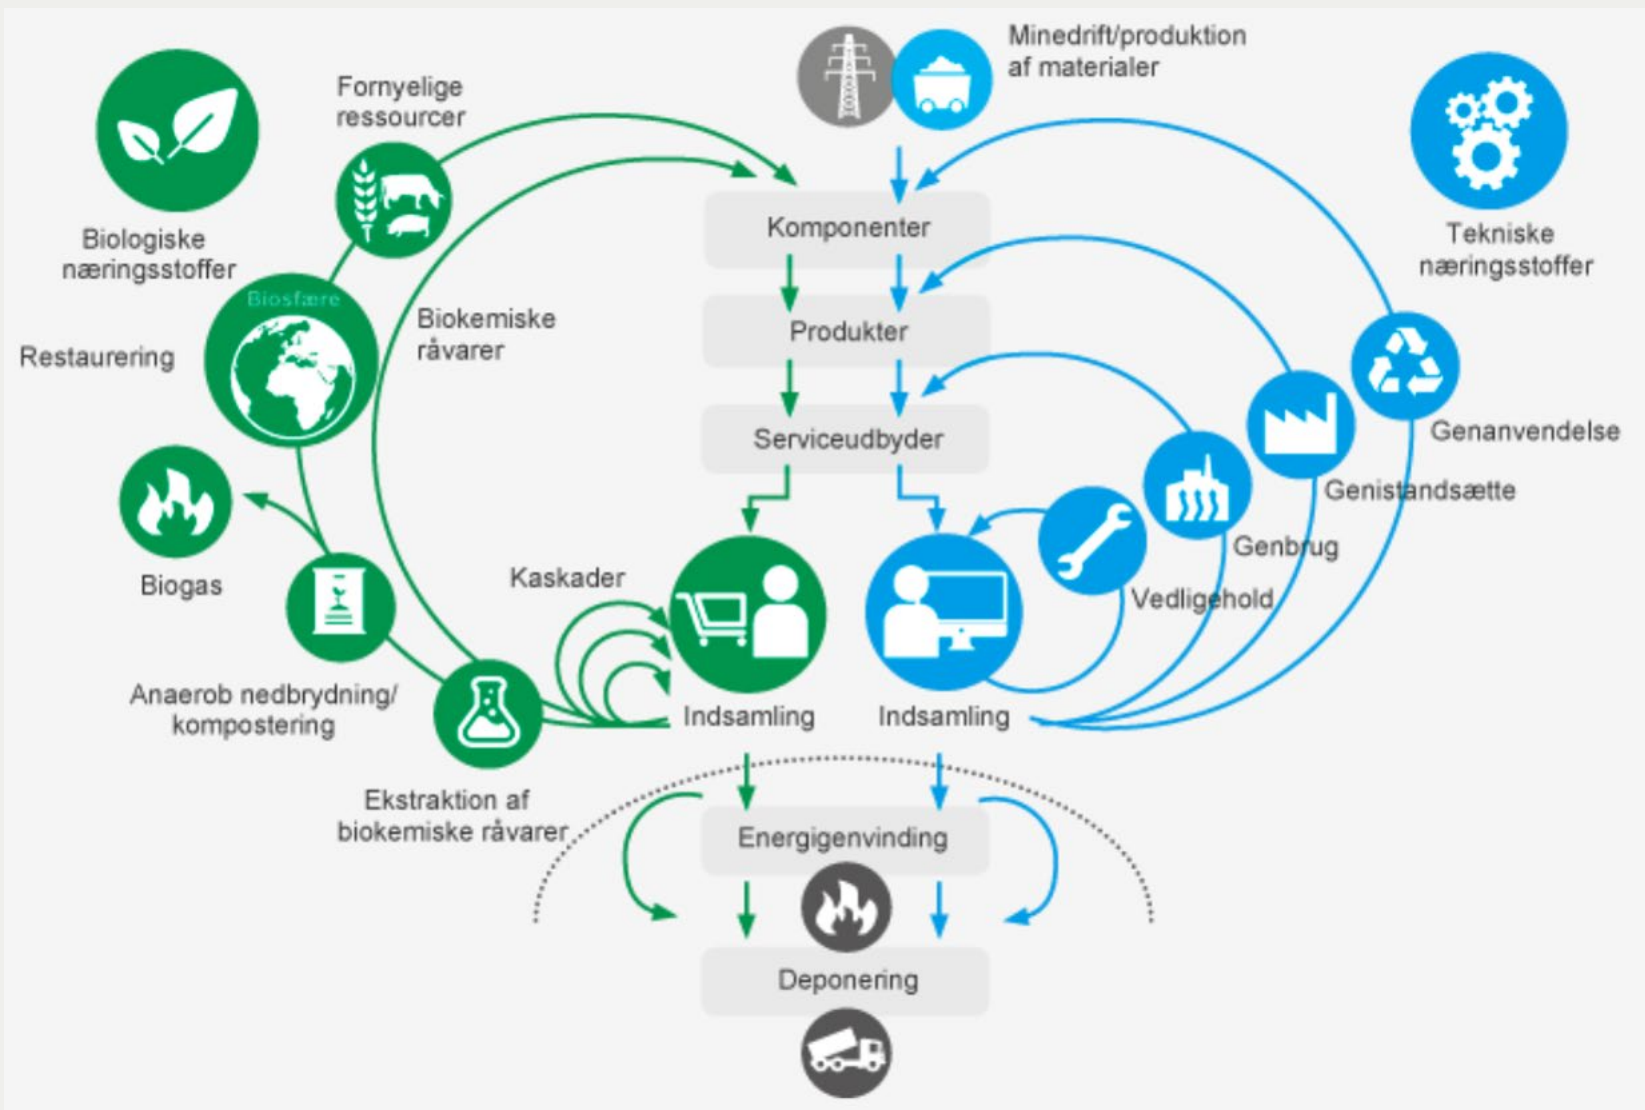 Minedrift/produktion
af materialer
Fornyelige
ressourcer
Biologiske
næringsstoffer
Tekniske
næringsstoffer
Komponenter
Biosfære
Biokemiske
råvarer
Produkter
Restaurering
Serviceudbyder
Genanvendelse
Genistandsætte
Genbrug
Biogas
Kaskader
Vedligehold
Anaerob nedbrydning/
kompostering
Indsamling
Indsamling
Ekstraktion af
biokemiske råvarer
Energigenvinding
Deponering